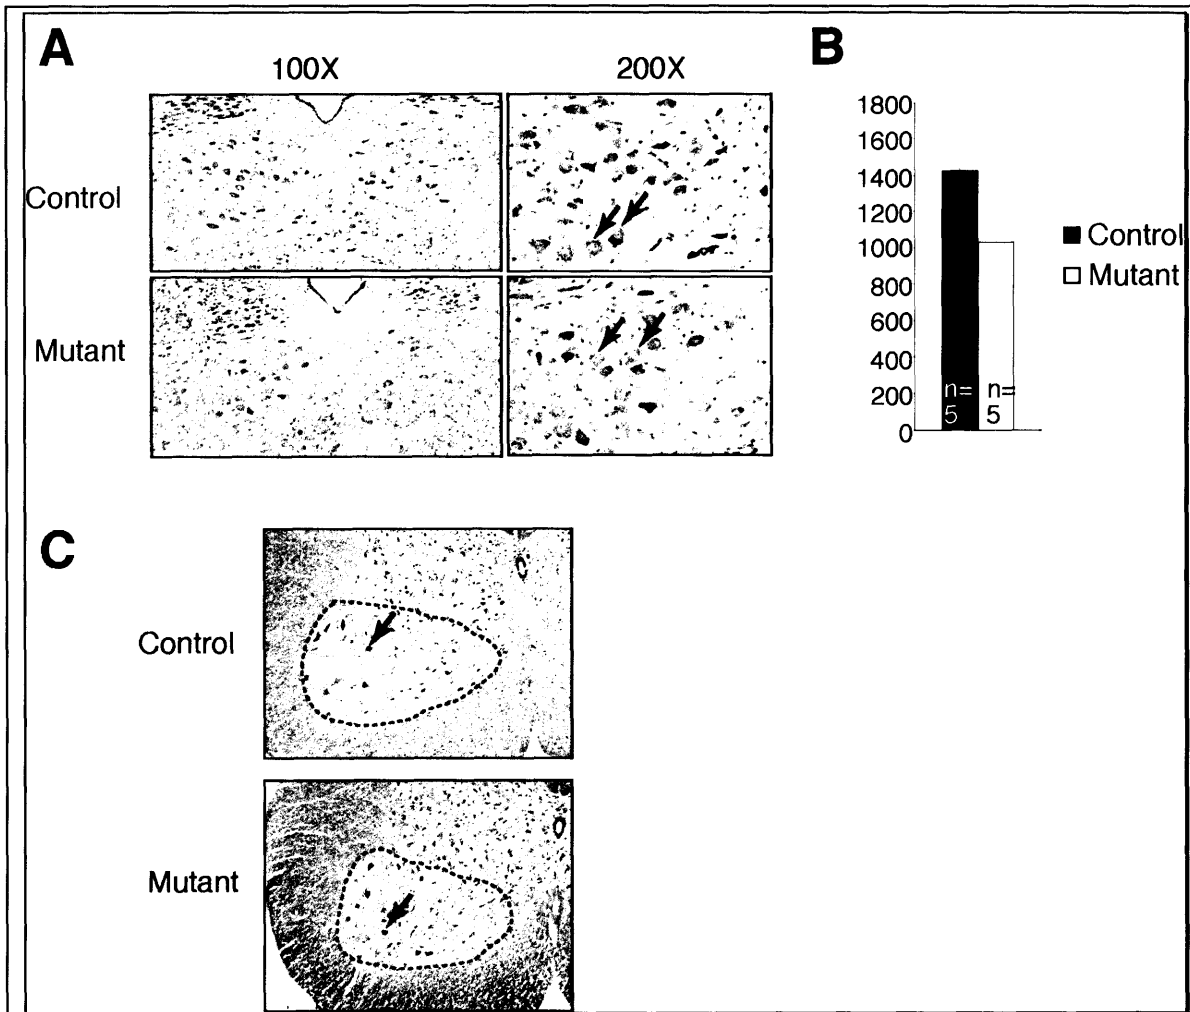 A
100X
200X
Control
Mutant
B
1800
1600
1400
1200
1000
800
600
400
200
0
n=
5
n=
5
Control
Mutant
C
Control
Mutant